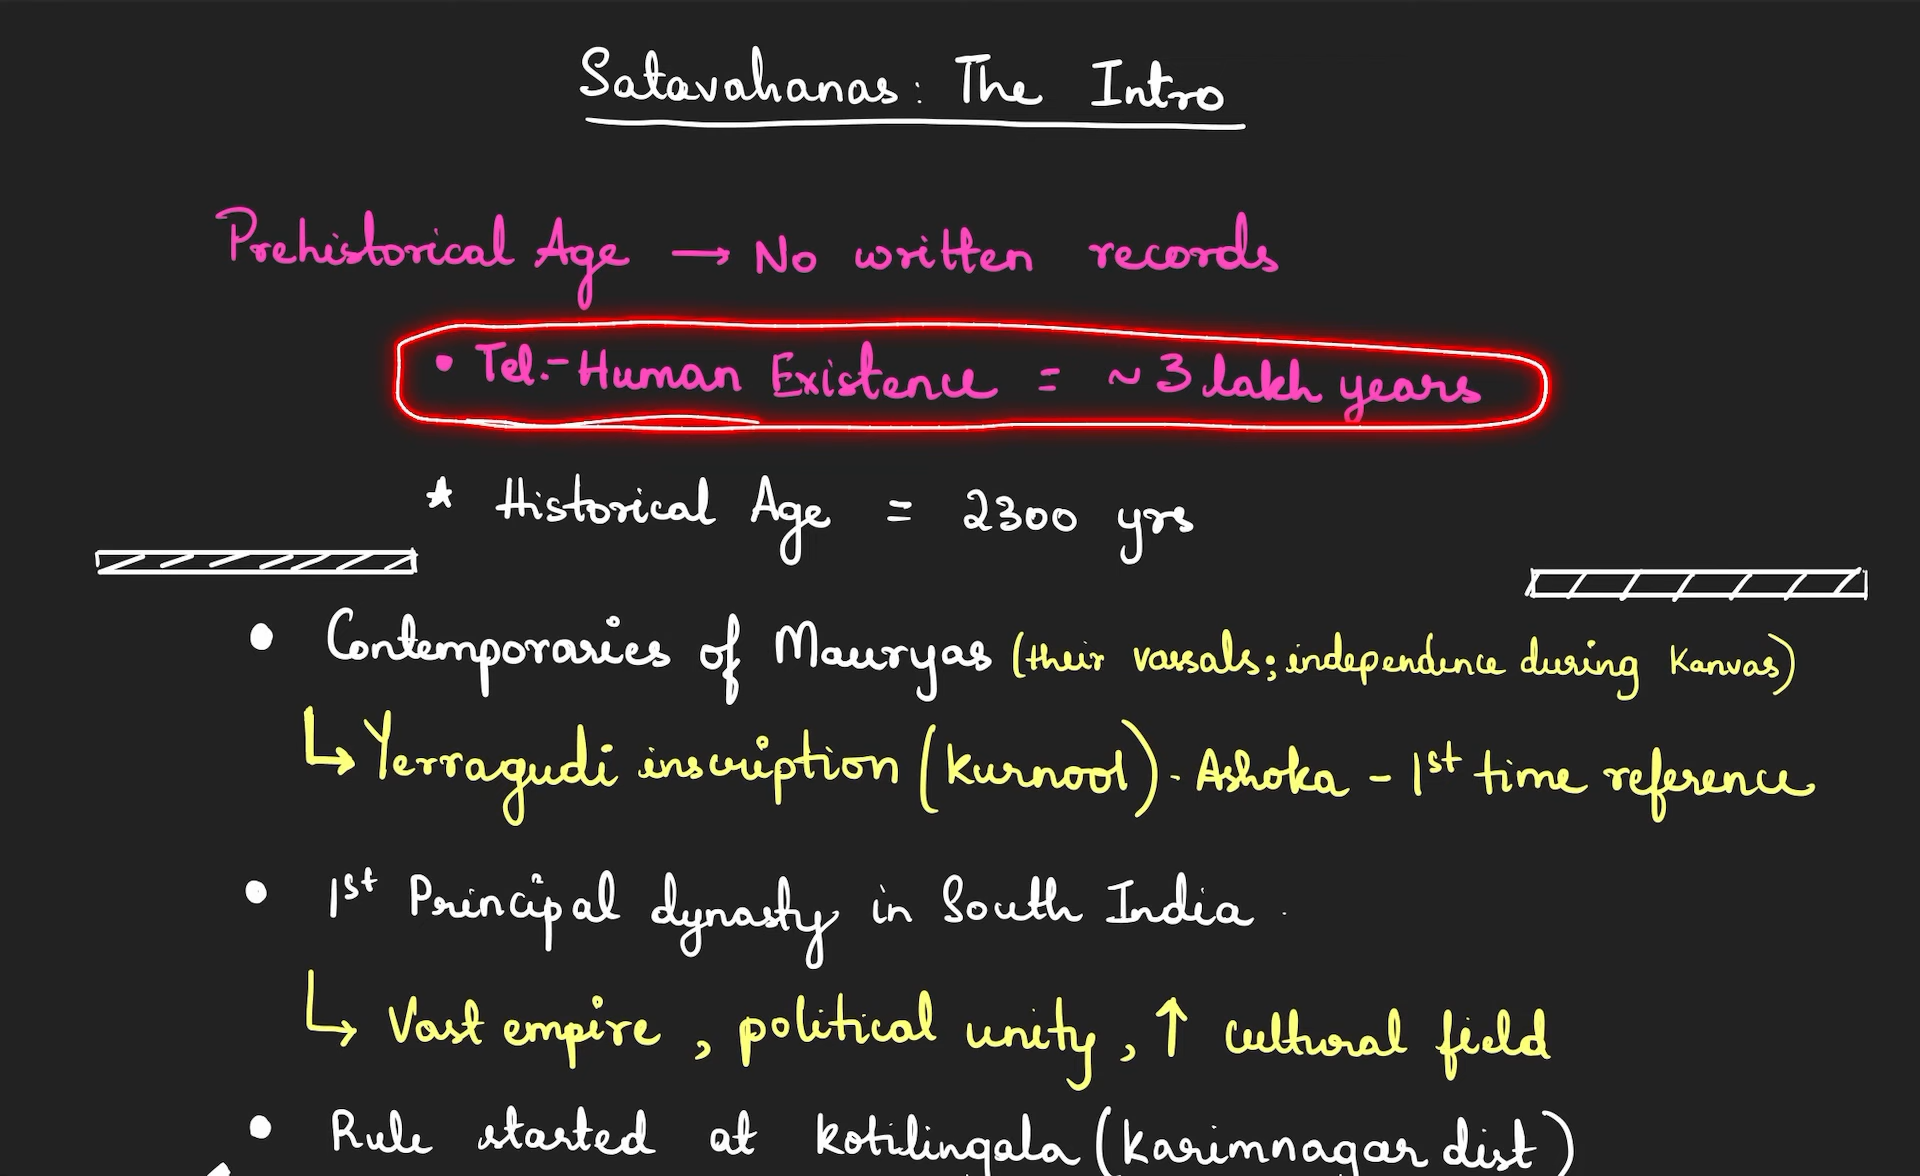 Satavahanas: The Intro
Prehistorical Age → No written records
• Tel.- Human Existence = ~ 3 lakh years
* Historical Age = 2300 yrs
• Contemporaries of Mauryas (their vassals; independence during Kanvas)
↳ Yerragudi inscription (Kurnool) - Ashoka - 1st time reference
• 1st Principal dynasty in South India
↳ Vast empire, political unity, ↑ cultural field
• Rule started at Kotilingala (Karimnagar dist)